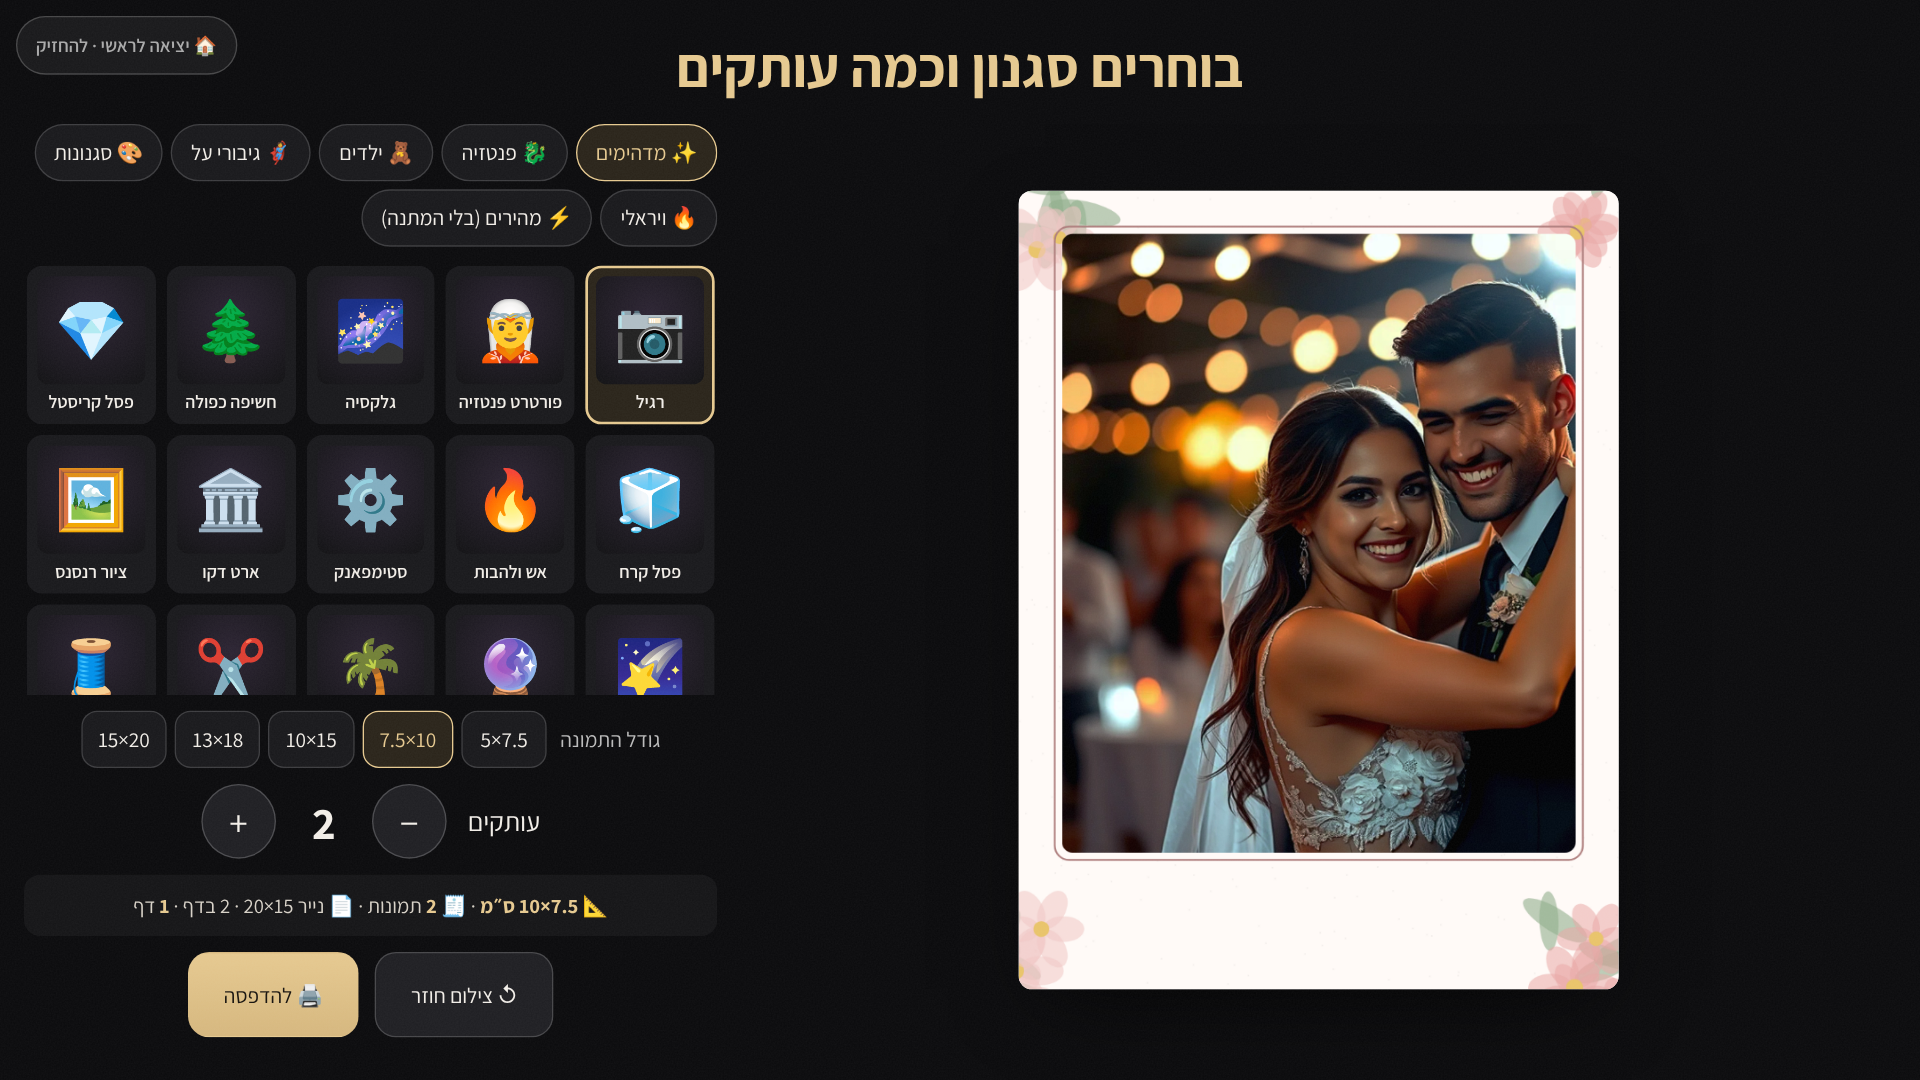 🏠 יציאה לראשי · להחזיק
בוחרים סגנון וכמה עותקים
✨ מדהימים
🐉 פנטזיה
🧸 ילדים
🦸 גיבורי על
🎨 סגנונות
🔥 ויראלי
⚡ מהירים (בלי המתנה)
רגיל
פורטרט פנטזיה
גלקסיה
חשיפה כפולה
פסל קריסטל
פסל קרח
אש ולהבות
סטימפאנק
ארט דקו
ציור רנסנס
גודל התמונה
5×7.5
7.5×10
10×15
13×18
15×20
עותקים
−
2
+
📐 10×7.5 ס״מ · 🧾 2 תמונות · 📄 נייר 20×15 · 2 בדף · 1 דף
↺ צילום חוזר
🖨️ להדפסה